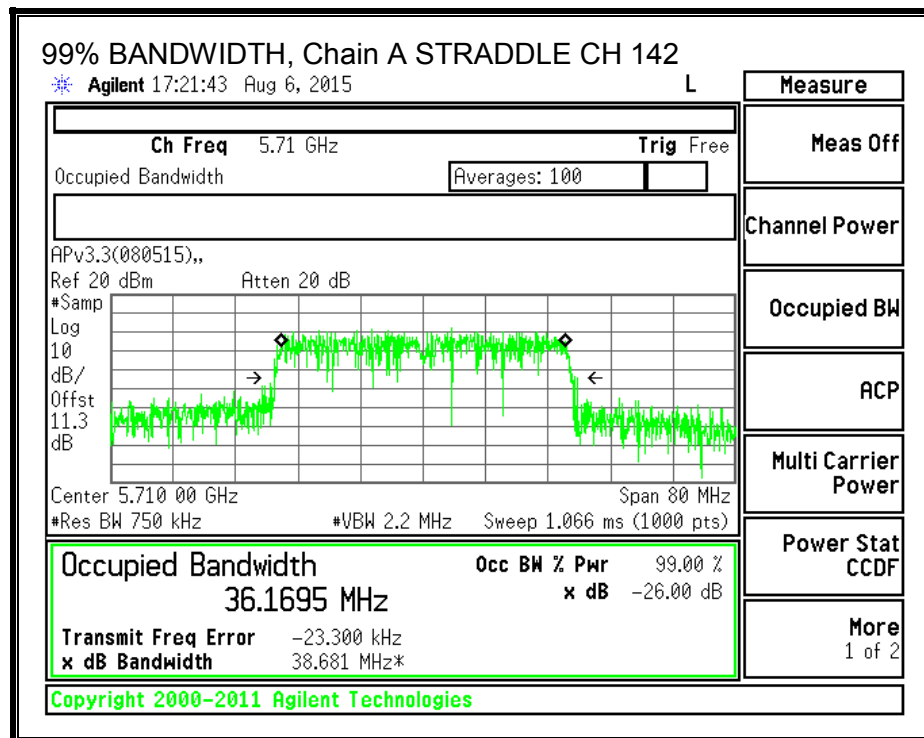 99% BANDWIDTH, Chain A STRADDLE CH 142
Agilent 17:21:43 Aug 6, 2015 L
Measure
Ch Freq 5.71 GHz Trig Free
Meas Off
Occupied Bandwidth Averages: 100
Channel Power
APv3.3(080515),,
Ref 20 dBm Atten 20 dB
#Samp
Log
10
dB/
Offst
11.3
dB
Occupied BW
ACP
Center 5.710 00 GHz Span 80 MHz
#Res BW 750 kHz #VBW 2.2 MHz Sweep 1.066 ms (1000 pts)
Multi Carrier
Power
Occupied Bandwidth
36.1695 MHz
Occ BW % Pwr 99.00 %
x dB -26.00 dB
Transmit Freq Error -23.300 kHz
x dB Bandwidth 38.681 MHz*
Power Stat
CCDF
More
1 of 2
Copyright 2000-2011 Agilent Technologies